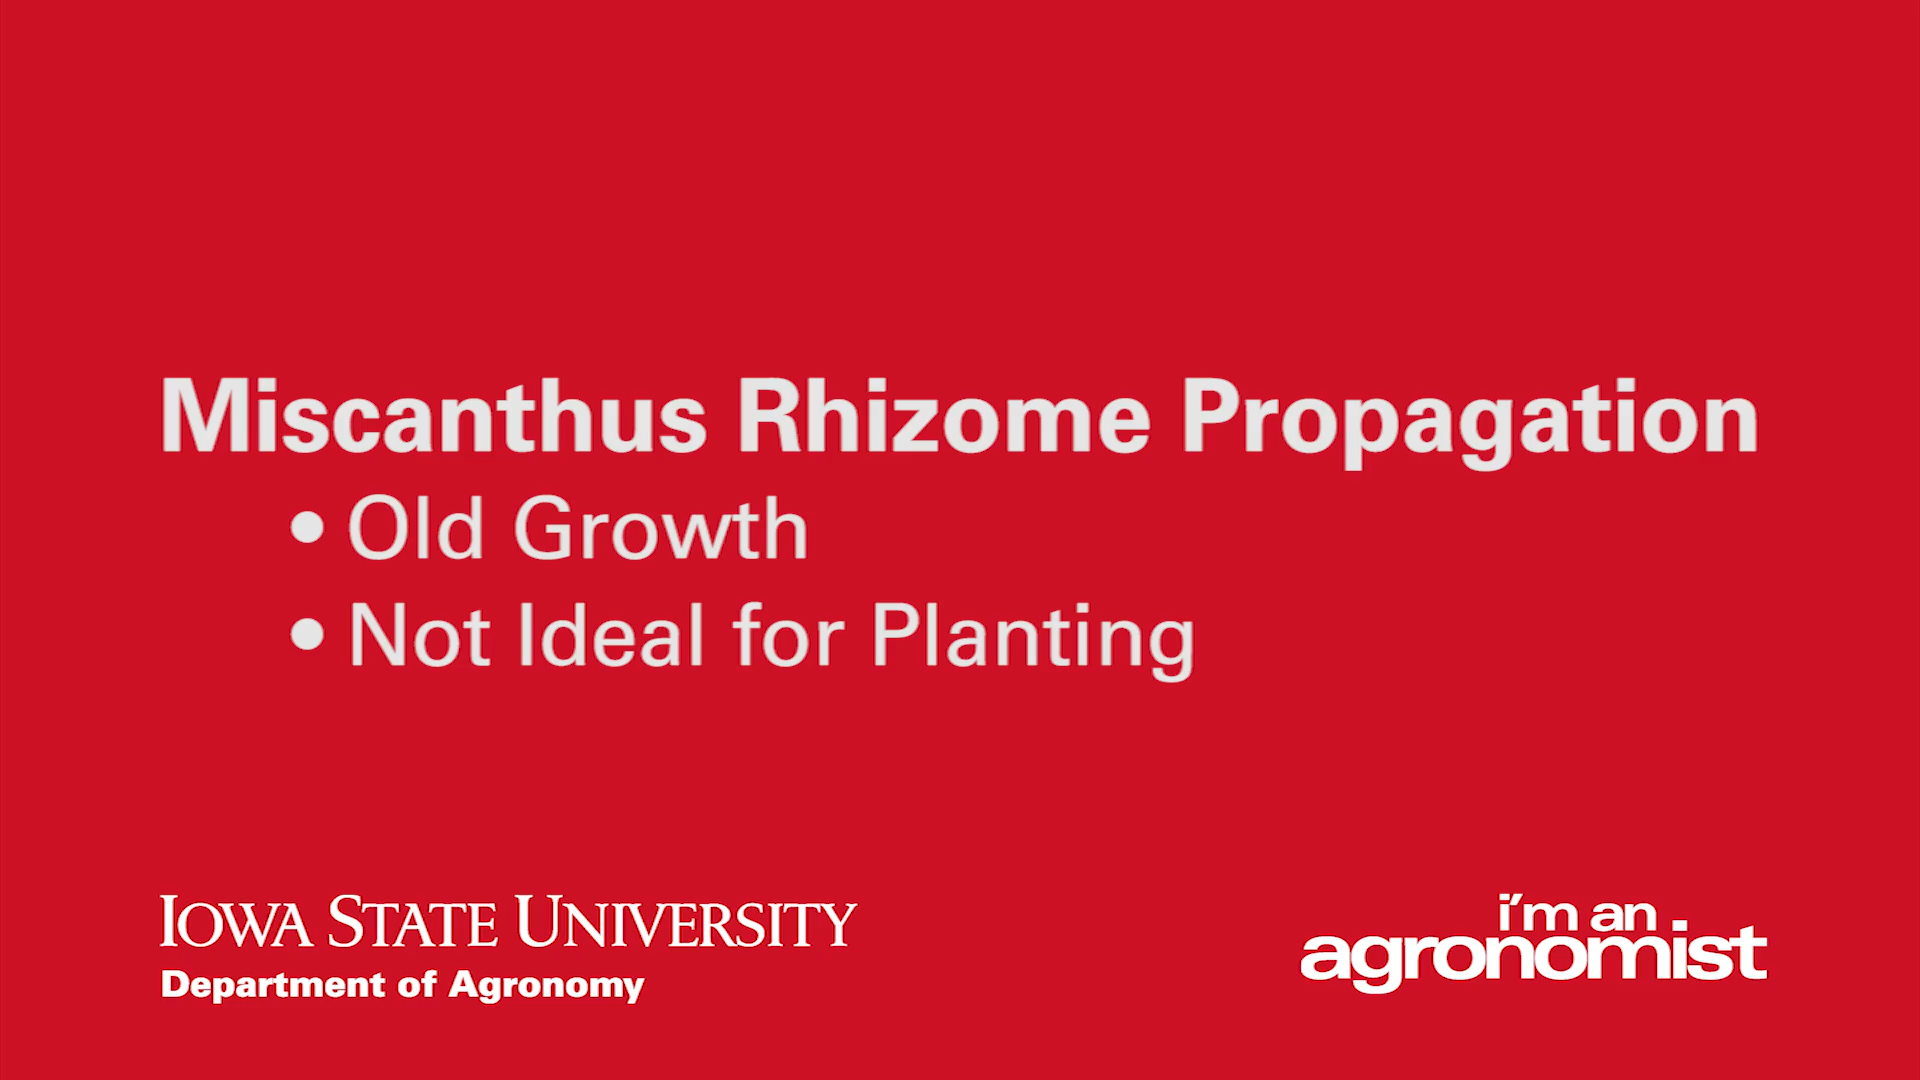 Miscanthus Rhizome Propagation
• Old Growth
• Not Ideal for Planting
IOWA STATE UNIVERSITY
Department of Agronomy
i'm an
agronomist